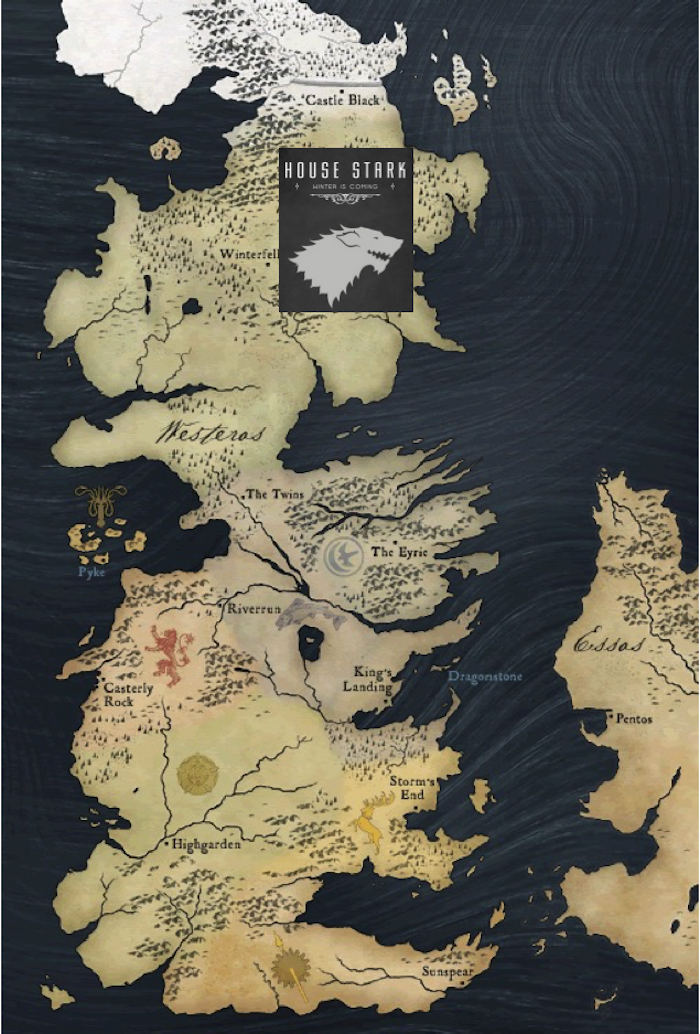 Castle Black
HOUSE STARK
WINTER IS COMING
Winterfell
Westeros
The Twins
The Eyrie
Pyke
Riverrun
King's
Landing
Dragonstone
Essos
Casterly
Rock
Pentos
Storm's
End
Highgarden
Sunspear